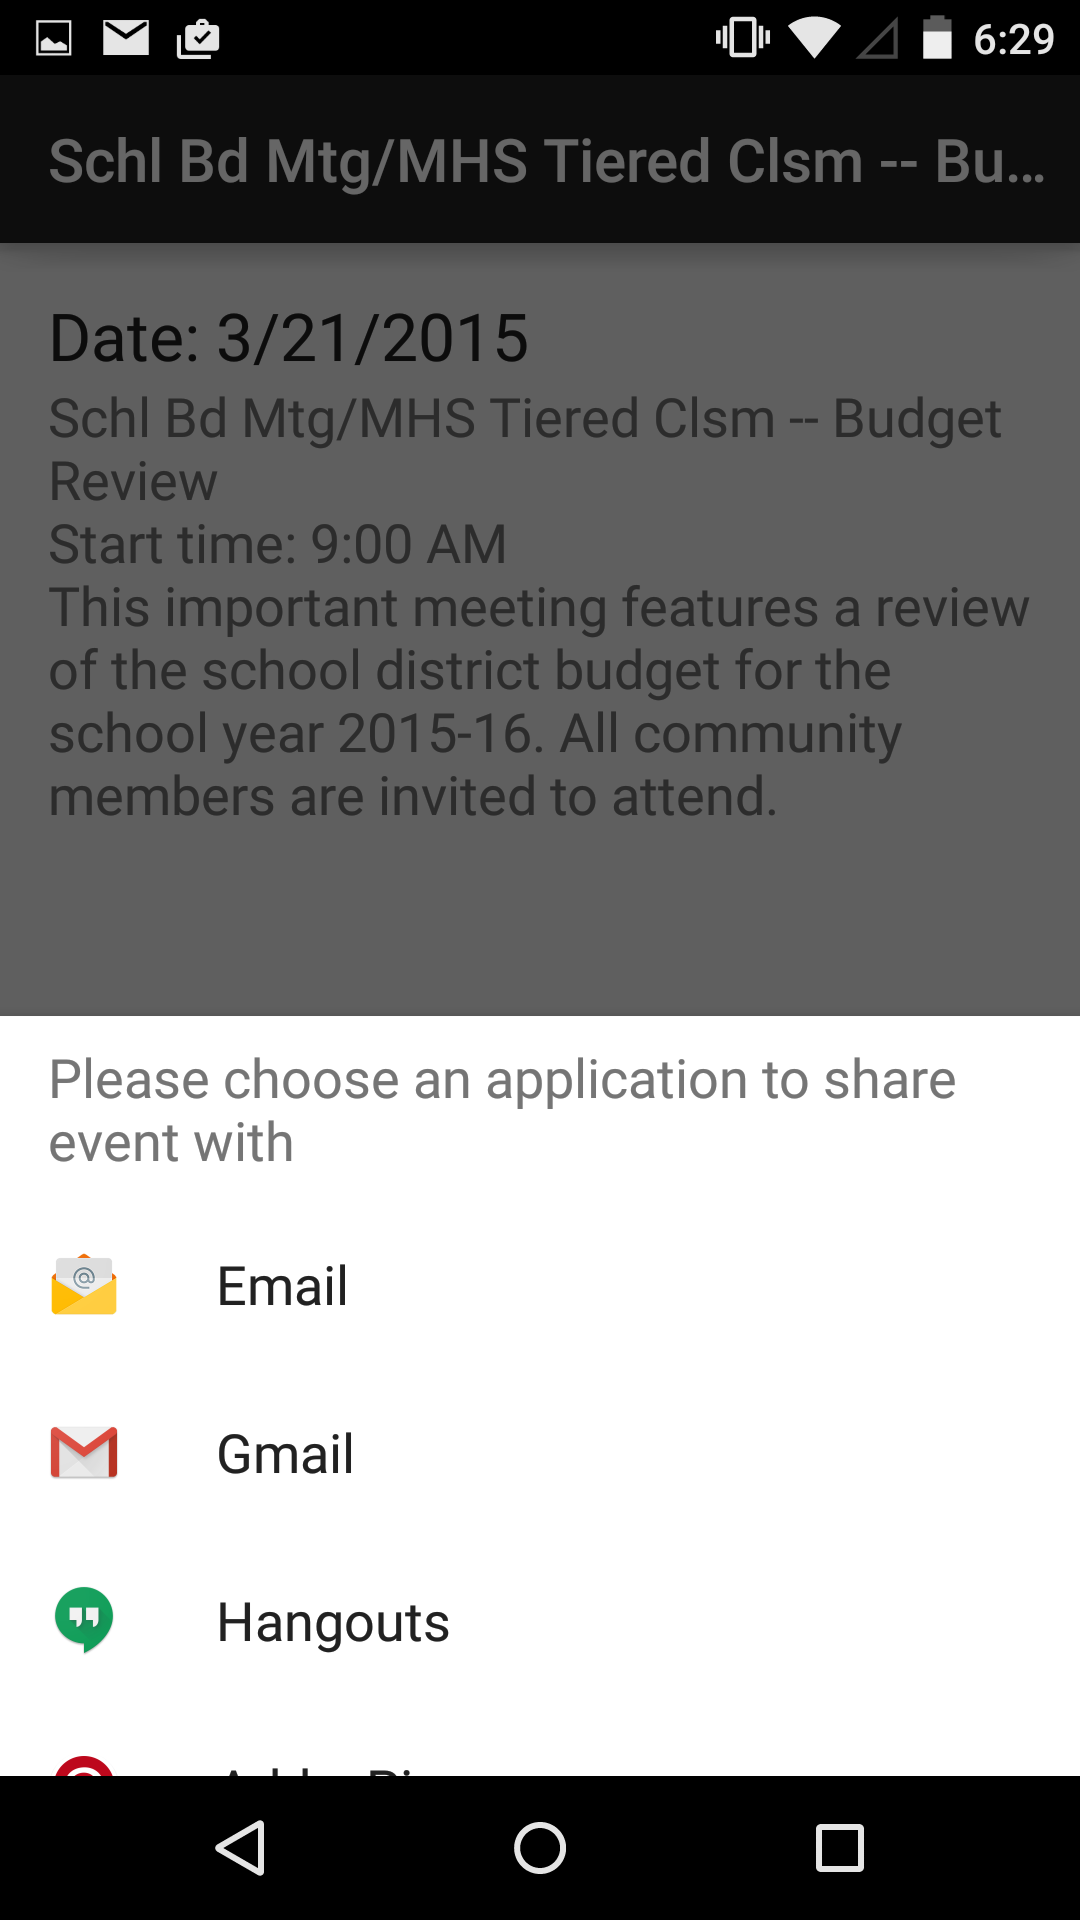 6:29
Schl Bd Mtg/MHS Tiered Clsm -- Bu...
Date: 3/21/2015
Schl Bd Mtg/MHS Tiered Clsm -- Budget
Review
Start time: 9:00 AM
This important meeting features a review
of the school district budget for the
school year 2015-16. All community
members are invited to attend.
Please choose an application to share
event with
Email
Gmail
Hangouts